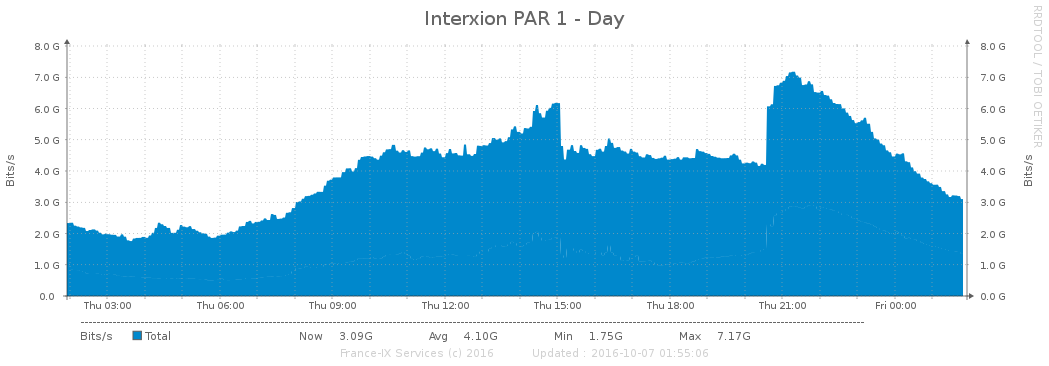 Interxion PAR 1 - Day
RRDTOOL / TOBI OETIKER
Bits/s
8.0 G
7.0 G
6.0 G
5.0 G
4.0 G
3.0 G
2.0 G
1.0 G
0.0
8.0 G
7.0 G
6.0 G
5.0 G
4.0 G
3.0 G
2.0 G
1.0 G
0.0 G
Bits/s
Thu 03:00 Thu 06:00 Thu 09:00 Thu 12:00 Thu 15:00 Thu 18:00 Thu 21:00 Fri 00:00
Bits/s Total Now 3.09G Avg 4.10G Min 1.75G Max 7.17G
France-IX Services (c) 2016 Updated : 2016-10-07 01:55:06